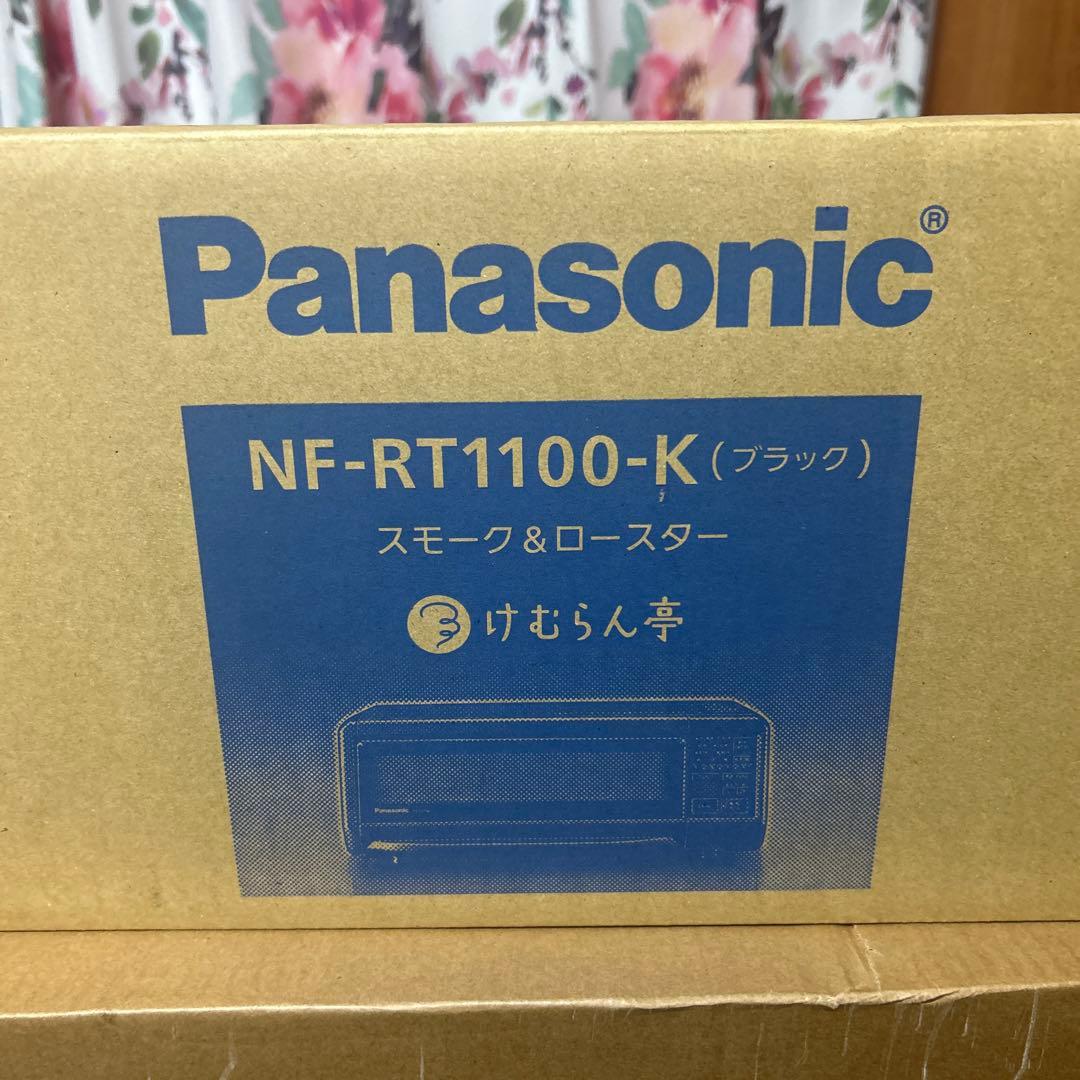 Panasonic®
NF-RT1100-K(ブラック)
スモーク&ロースター
けむらん亭
Panasonic